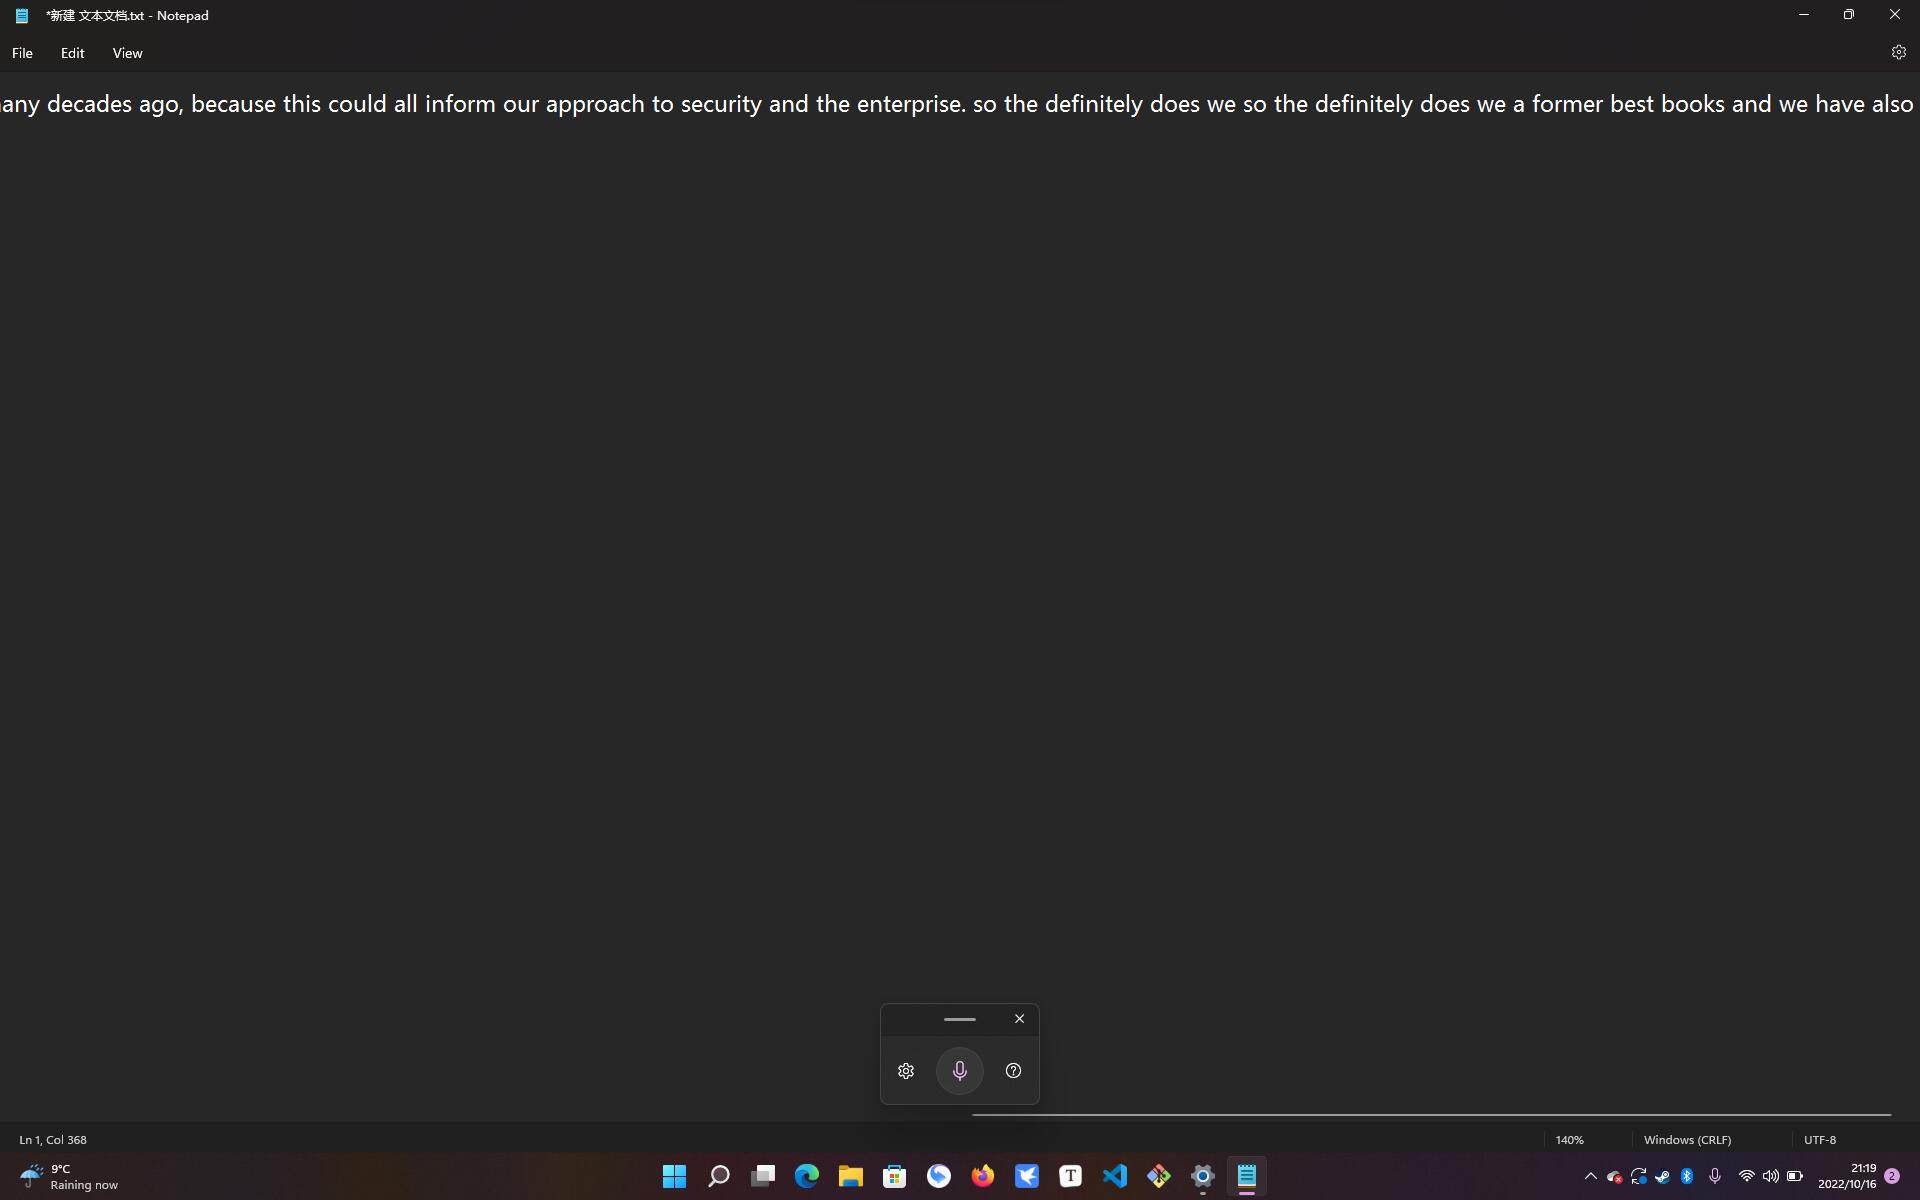 *新建 文本文档.txt - Notepad
File Edit View
any decades ago, because this could all inform our approach to security and the enterprise. so the definitely does we so the definitely does we a former best books and we have also
Ln 1, Col 368 140% Windows (CRLF) UTF-8
9°C
Raining now
T
21:19
2022/10/16
2